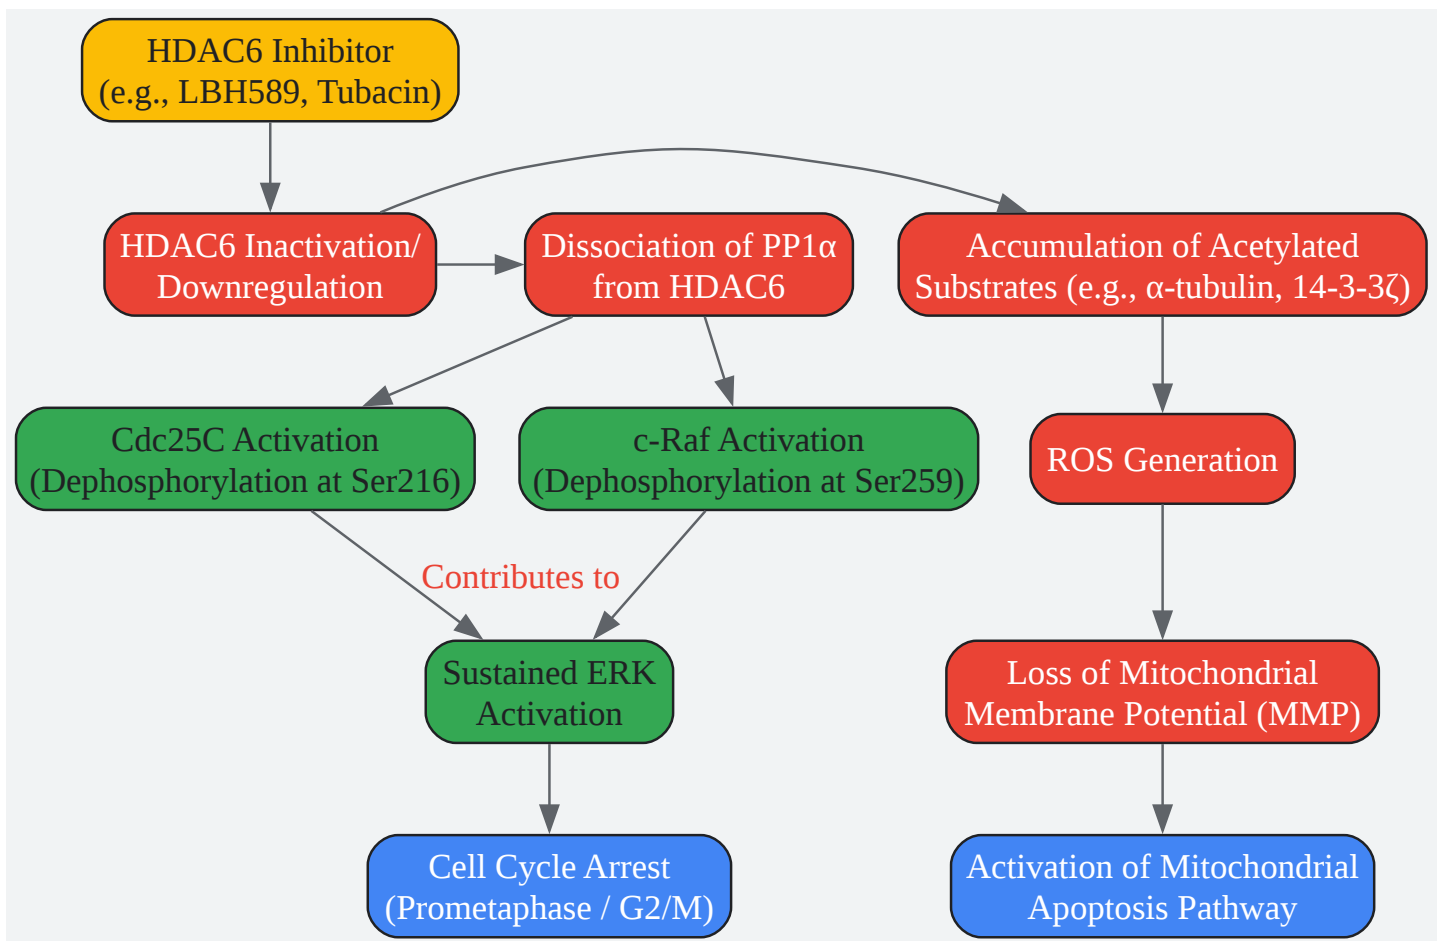 HDAC6 Inhibitor
(e.g., LBH589, Tubacin)
HDAC6 Inactivation/
Downregulation
Dissociation of PP1α
from HDAC6
Accumulation of Acetylated
Substrates (e.g., α-tubulin, 14-3-3ζ)
Cdc25C Activation
(Dephosphorylation at Ser216)
c-Raf Activation
(Dephosphorylation at Ser259)
ROS Generation
Contributes to
Sustained ERK
Activation
Loss of Mitochondrial
Membrane Potential (MMP)
Cell Cycle Arrest
(Prometaphase / G2/M)
Activation of Mitochondrial
Apoptosis Pathway